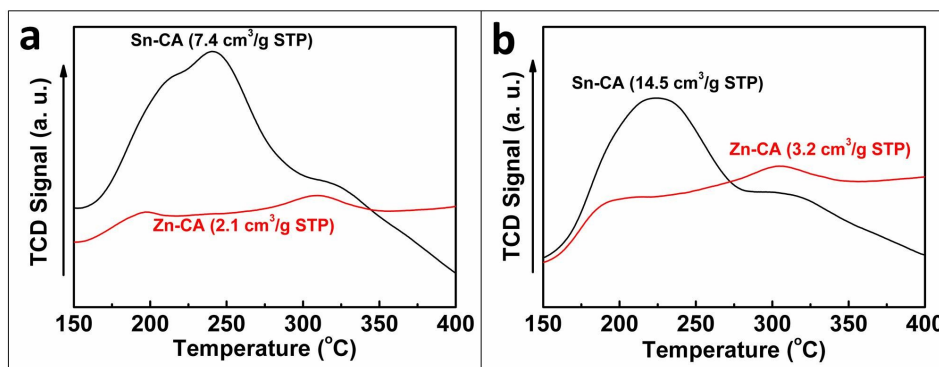 a
Sn-CA (7.4 cm³/g STP)
Zn-CA (2.1 cm³/g STP)
TCD Signal (a. u.)
150 200 250 300 350 400
Temperature (°C)
b
Sn-CA (14.5 cm³/g STP)
Zn-CA (3.2 cm³/g STP)
TCD Signal (a. u.)
150 200 250 300 350 400
Temperature (°C)